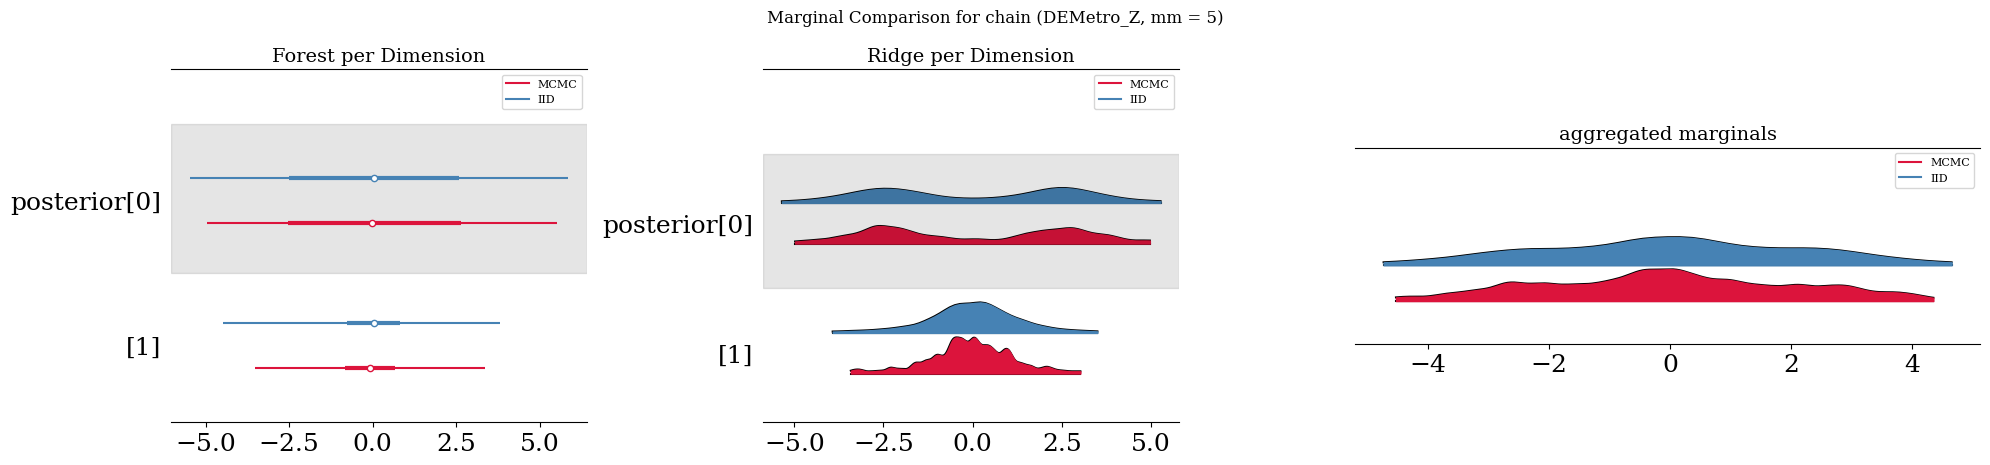 Marginal Comparison for chain (DEMetro_Z, mm = 5)
Forest per Dimension
MCMC
IID
posterior[0]
[1]
−5.0 −2.5 0.0 2.5 5.0
Ridge per Dimension
MCMC
IID
posterior[0]
[1]
−5.0 −2.5 0.0 2.5 5.0
aggregated marginals
MCMC
IID
−4 −2 0 2 4